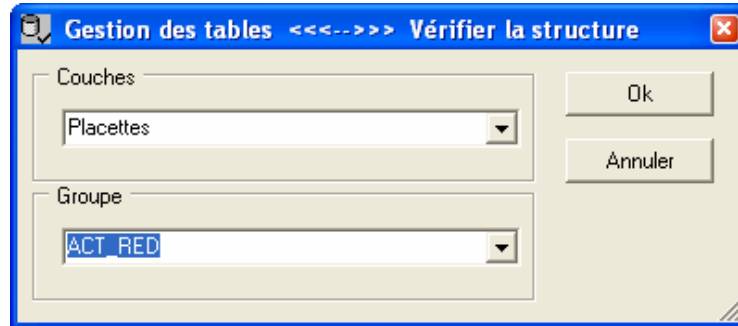 Gestion des tables <<<-->>> Vérifier la structure
Couches
Placettes
Ok
Annuler
Groupe
ACT_RED